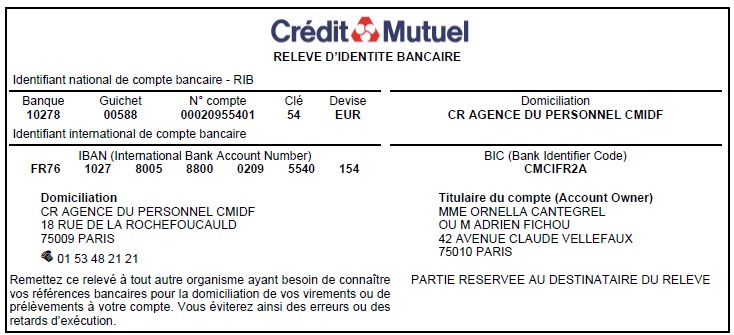 Crédit Mutuel
RELEVE D'IDENTITE BANCAIRE
Identifiant national de compte bancaire - RIB
Banque Guichet N° compte Clé Devise Domiciliation
10278 00588 00020955401 54 EUR CR AGENCE DU PERSONNEL CMIDF
Identifiant international de compte bancaire
IBAN (International Bank Account Number) BIC (Bank Identifier Code)
FR76 1027 8005 8800 0209 5540 154 CMCIFR2A
Domiciliation
CR AGENCE DU PERSONNEL CMIDF
18 RUE DE LA ROCHEFOUCAULD
75009 PARIS
01 53 48 21 21
Titulaire du compte (Account Owner)
MME ORNELLA CANTEGREL
OU M ADRIEN FICHOU
42 AVENUE CLAUDE VELLEFAUX
75010 PARIS
Remettez ce relevé à tout autre organisme ayant besoin de connaître
vos références bancaires pour la domiciliation de vos virements ou de
prélèvements à votre compte. Vous éviterez ainsi des erreurs ou des
retards d'exécution.
PARTIE RESERVEE AU DESTINATAIRE DU RELEVE